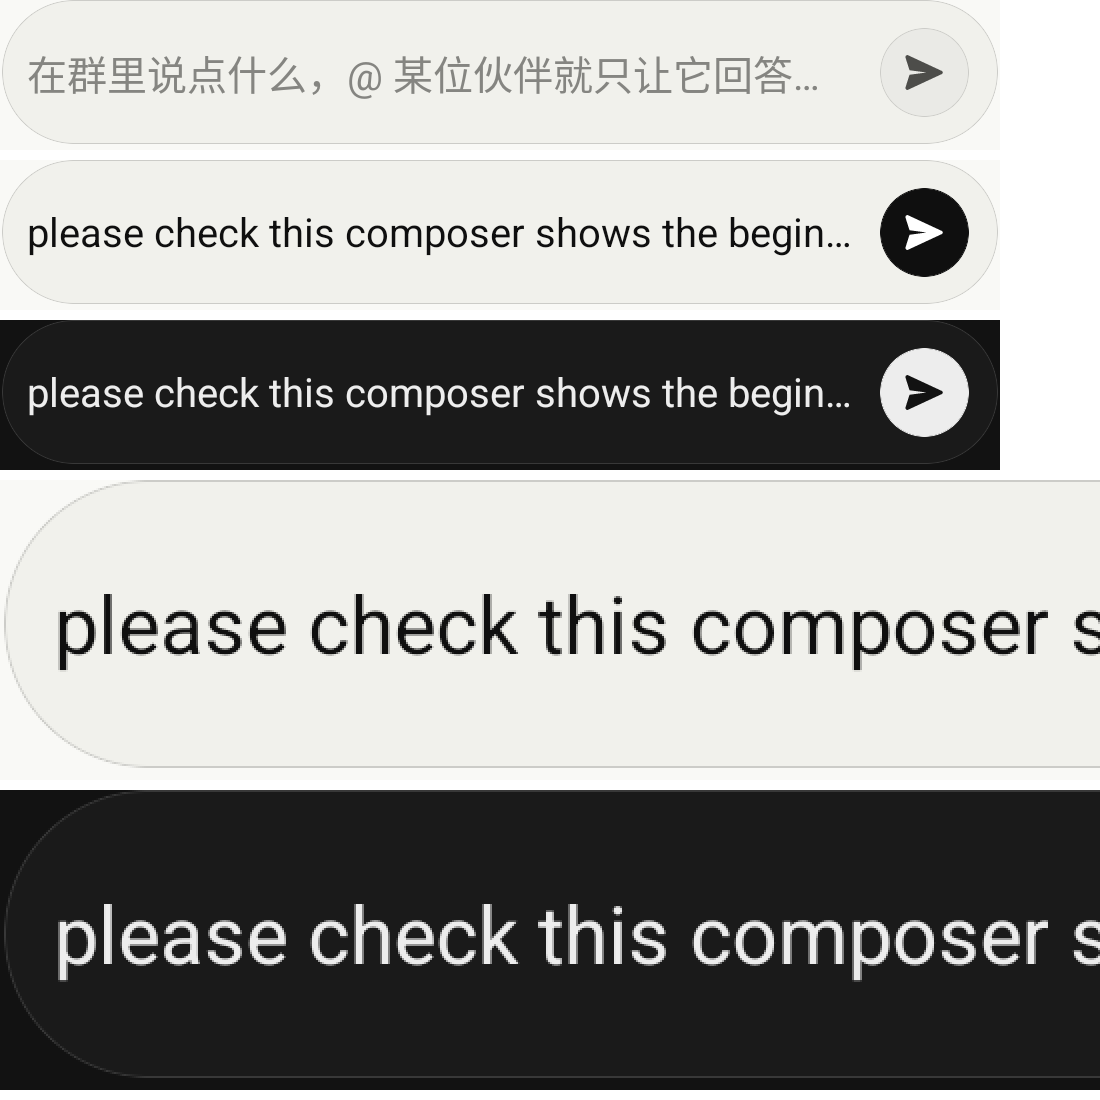 在群里说点什么，@ 某位伙伴就只让它回答…
please check this composer shows the begin…
please check this composer shows the begin…
please check this composer s
please check this composer s